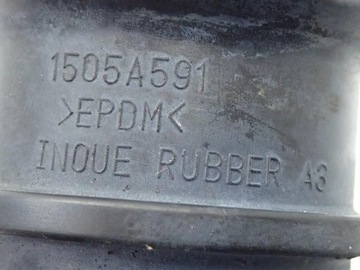 1505A591
>EPDM<
INOUE RUBBER A3